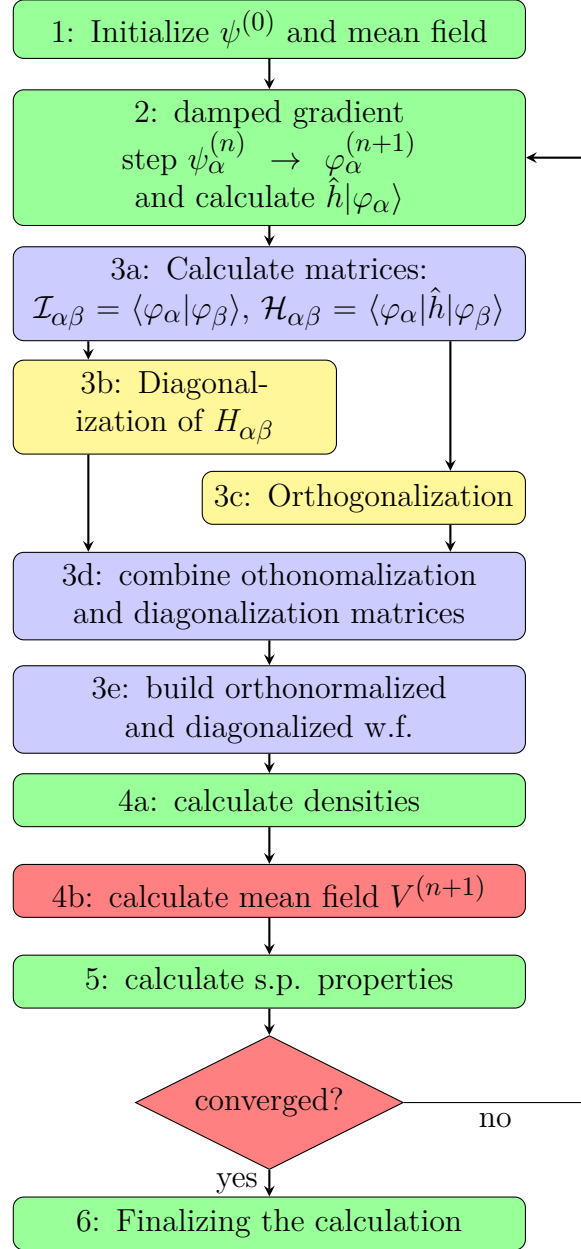 1: Initialize ψ^(0) and mean field
2: damped gradient
step ψ_α^(n) → φ_α^(n+1)
and calculate ĥ|φ_α⟩
3a: Calculate matrices:
ℐ_αβ = ⟨φ_α|φ_β⟩, ℋ_αβ = ⟨φ_α|ĥ|φ_β⟩
3b: Diagonal-
ization of H_αβ
3c: Orthogonalization
3d: combine othonomalization
and diagonalization matrices
3e: build orthonormalized
and diagonalized w.f.
4a: calculate densities
4b: calculate mean field V^(n+1)
5: calculate s.p. properties
converged?
no
yes
6: Finalizing the calculation